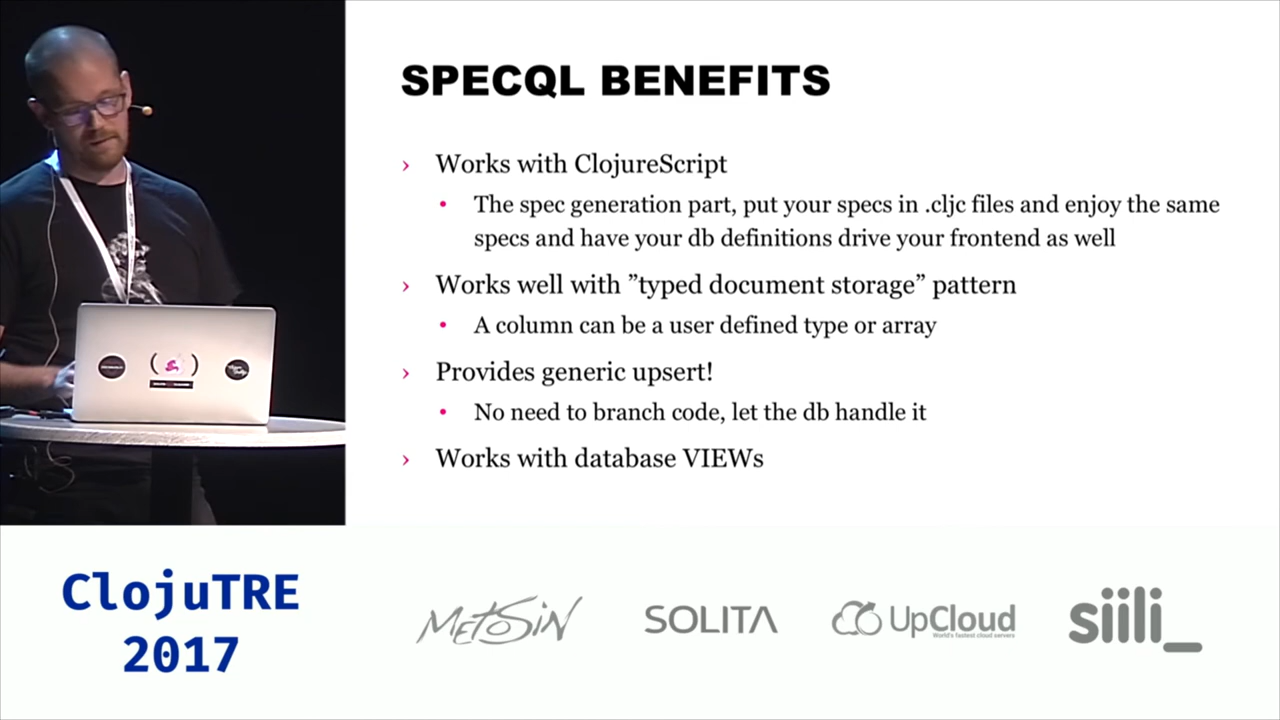 SPECQL BENEFITS
› Works with ClojureScript
• The spec generation part, put your specs in .cljc files and enjoy the same
specs and have your db definitions drive your frontend as well
› Works well with ”typed document storage” pattern
• A column can be a user defined type or array
› Provides generic upsert!
• No need to branch code, let the db handle it
› Works with database VIEWs
ClojuTRE
2017
METOSIN
SOLITA
UpCloud
World's fastest cloud servers
siili_